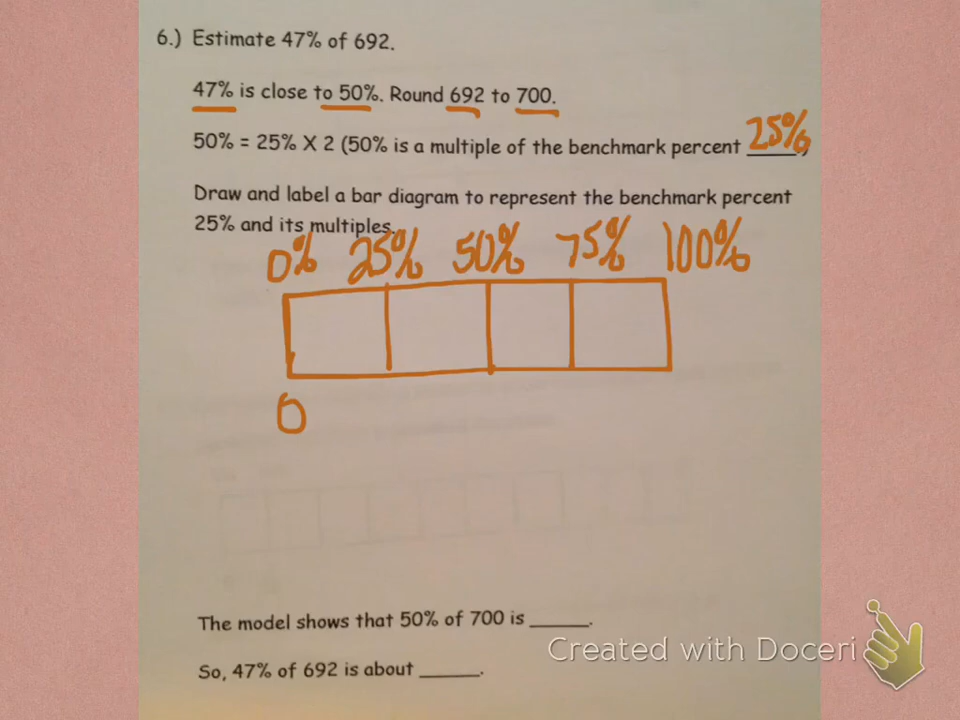 6.) Estimate 47% of 692.
47% is close to 50%. Round 692 to 700.
50% = 25% X 2 (50% is a multiple of the benchmark percent 25%)
Draw and label a bar diagram to represent the benchmark percent
25% and its multiples.
0% 25% 50% 75% 100%
0
The model shows that 50% of 700 is _____.
So, 47% of 692 is about _____.
Created with Doceri